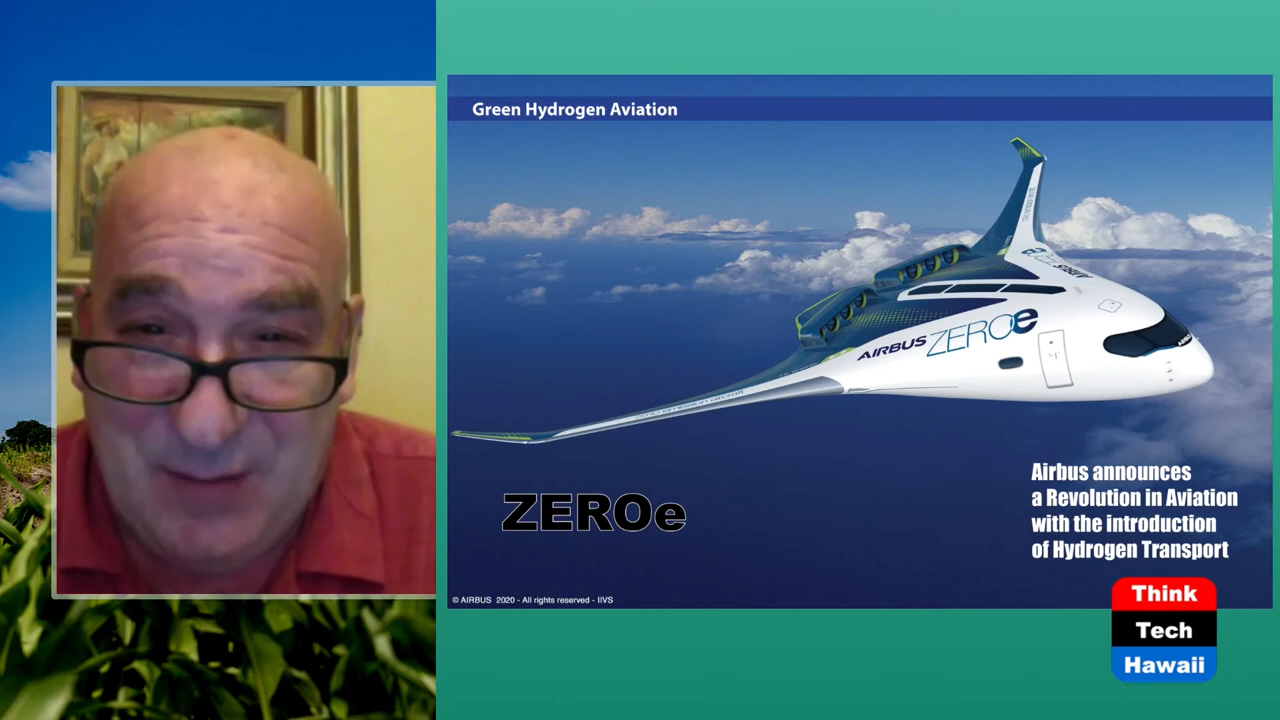 Green Hydrogen Aviation
AIRBUS ZEROe
ZEROe
Airbus announces
a Revolution in Aviation
with the introduction
of Hydrogen Transport
© AIRBUS 2020 - All rights reserved - IIVS
Think
Tech
Hawaii